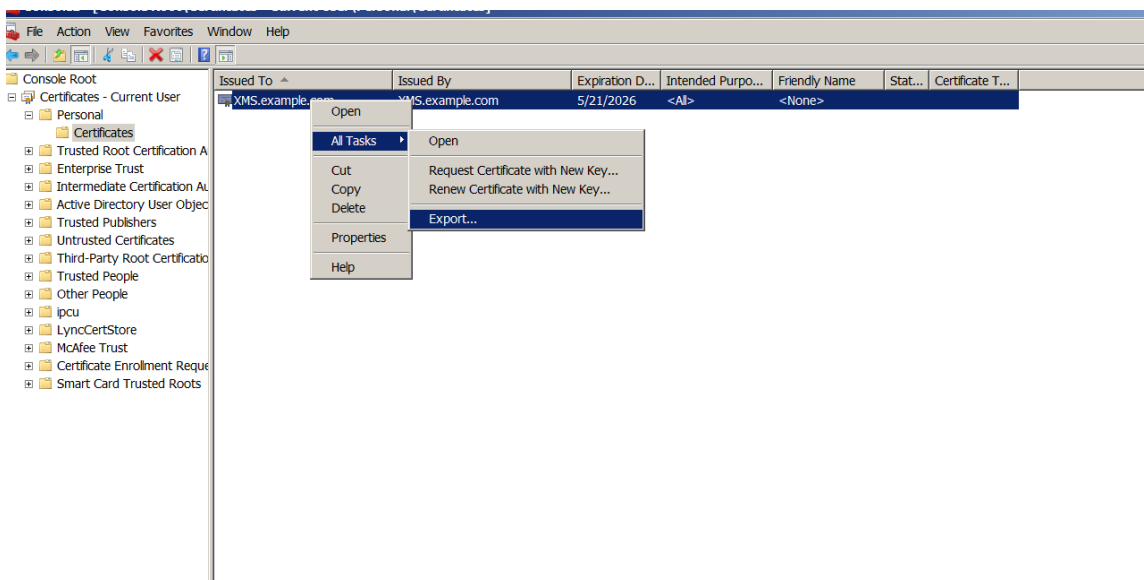 File Action View Favorites Window Help
Console Root
Certificates - Current User
Personal
Certificates
Trusted Root Certification A
Enterprise Trust
Intermediate Certification Au
Active Directory User Objec
Trusted Publishers
Untrusted Certificates
Third-Party Root Certificatio
Trusted People
Other People
ipcu
LyncCertStore
McAfee Trust
Certificate Enrollment Reque
Smart Card Trusted Roots
Issued To Issued By Expiration D... Intended Purpo... Friendly Name Stat... Certificate T...
XMS.example.com XMS.example.com 5/21/2026 <All> <None>
Open
All Tasks
Cut
Copy
Delete
Properties
Help
Open
Request Certificate with New Key...
Renew Certificate with New Key...
Export...